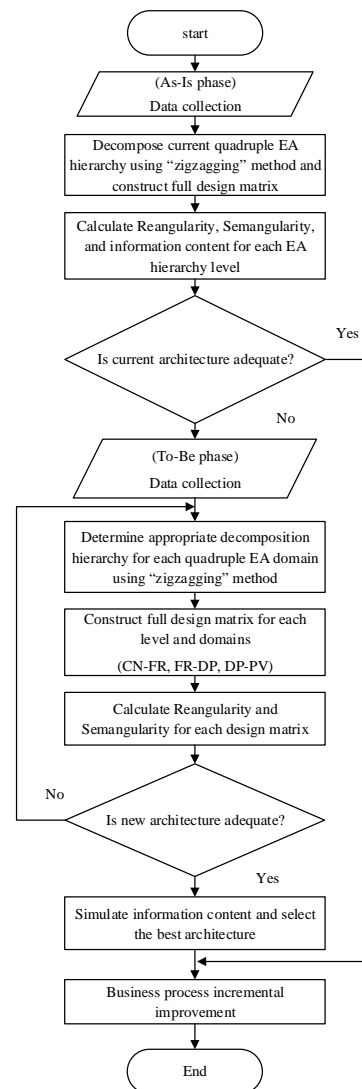 start
(As-Is phase)
Data collection
Decompose current quadruple EA
hierarchy using “zigzagging” method and
construct full design matrix
Calculate Reangularity, Semangularity,
and information content for each EA
hierarchy level
Yes
Is current architecture adequate?
No
(To-Be phase)
Data collection
Determine appropriate decomposition
hierarchy for each quadruple EA domain
using “zigzagging” method
Construct full design matrix for each
level and domains
(CN-FR, FR-DP, DP-PV)
Calculate Reangularity and
Semangularity for each design matrix
No
Is new architecture adequate?
Yes
Simulate information content and select
the best architecture
Business process incremental
improvement
End